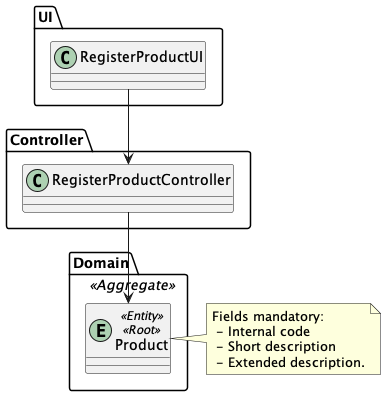 UI
C RegisterProductUI
Controller
C RegisterProductController
Domain
«Aggregate»
«Entity»
«Root»
E Product
Fields mandatory:
- Internal code
- Short description
- Extended description.